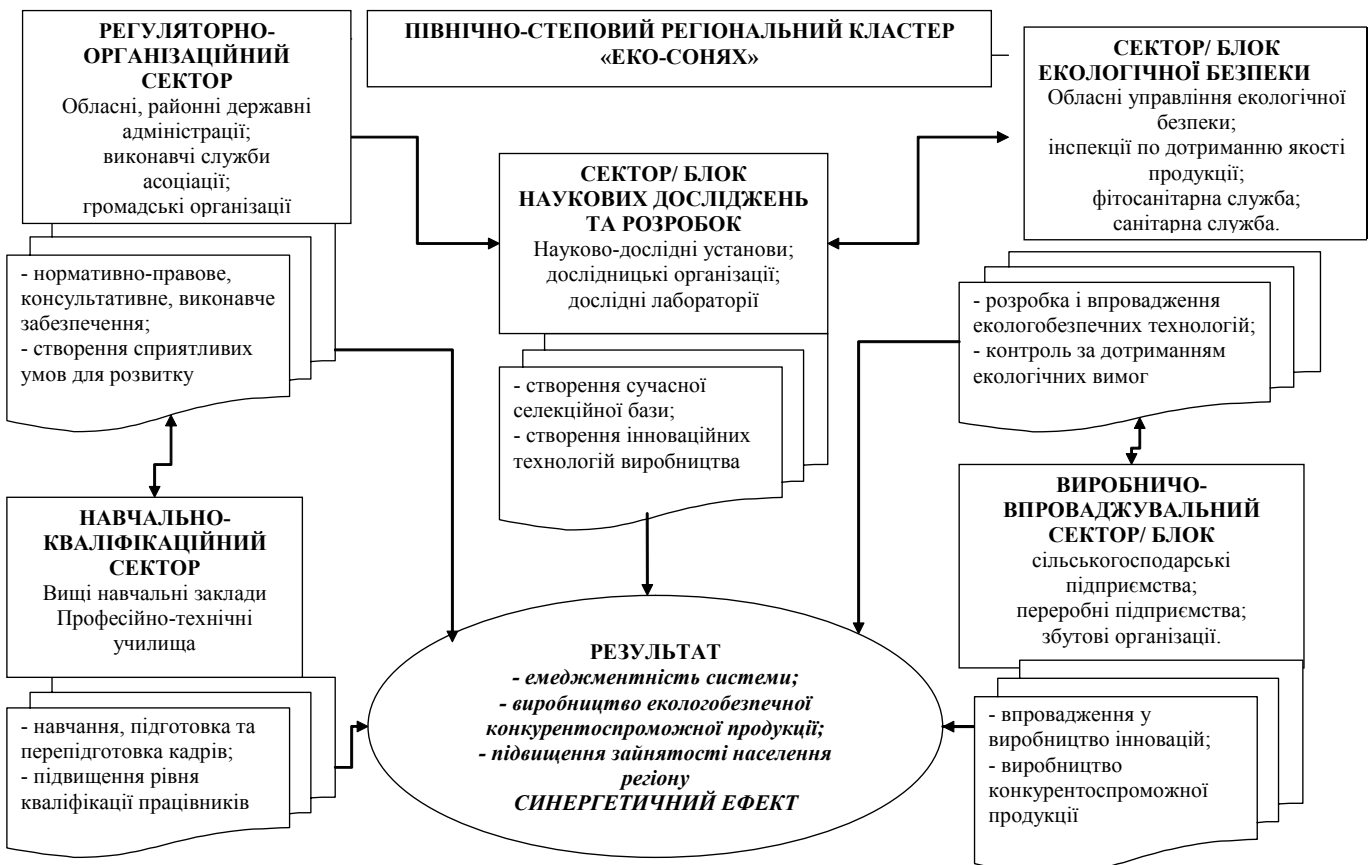 РЕГУЛЯТОРНО-
ОРГАНІЗАЦІЙНИЙ
СЕКТОР
Обласні, районні державні
адміністрації;
виконавчі служби
асоціації;
громадські організації
- нормативно-правове,
консультативне, виконавче
забезпечення;
- створення сприятливих
умов для розвитку
ПІВНІЧНО-СТЕПОВИЙ РЕГІОНАЛЬНИЙ КЛАСТЕР
«ЕКО-СОНЯХ»
СЕКТОР/ БЛОК
ЕКОЛОГІЧНОЇ БЕЗПЕКИ
Обласні управління екологічної
безпеки;
інспекції по дотриманню якості
продукції;
фітосанітарна служба;
санітарна служба.
- розробка і впровадження
екологобезпечних технологій;
- контроль за дотриманням
екологічних вимог
СЕКТОР/ БЛОК
НАУКОВИХ ДОСЛІДЖЕНЬ
ТА РОЗРОБОК
Науково-дослідні установи;
дослідницькі організації;
дослідні лабораторії
- створення сучасної
селекційної бази;
- створення інноваційних
технологій виробництва
НАВЧАЛЬНО-
КВАЛІФІКАЦІЙНИЙ
СЕКТОР
Вищі навчальні заклади
Професійно-технічні
училища
- навчання, підготовка та
перепідготовка кадрів;
- підвищення рівня
кваліфікації працівників
ВИРОБНИЧО-
ВПРОВАДЖУВАЛЬНИЙ
СЕКТОР/ БЛОК
сільськогосподарські
підприємства;
переробні підприємства;
збутові організації.
- впровадження у
виробництво інновацій;
- виробництво
конкурентоспроможної
продукції
РЕЗУЛЬТАТ
- емеджментність системи;
- виробництво екологобезпечної
конкурентоспроможної продукції;
- підвищення зайнятості населення
регіону
СИНЕРГЕТИЧНИЙ ЕФЕКТ